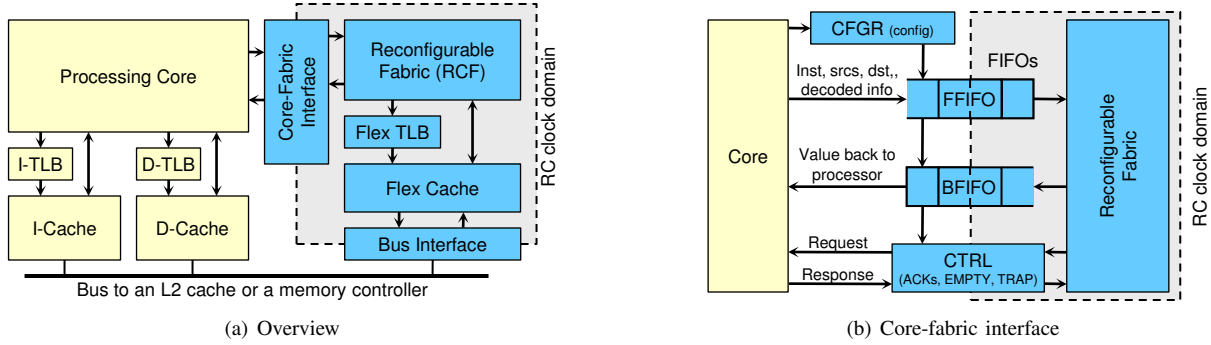 Processing Core
Core-Fabric
Interface
Reconfigurable
Fabric (RCF)
RC clock domain
I-TLB
D-TLB
Flex TLB
I-Cache
D-Cache
Flex Cache
Bus Interface
Bus to an L2 cache or a memory controller
(a) Overview
CFGR (config)
Inst, srcs, dst,,
decoded info
FIFOs
FFIFO
Core
Value back to
processor
BFIFO
Reconfigurable
Fabric
RC clock domain
Request
Response
CTRL
(ACKs, EMPTY, TRAP)
(b) Core-fabric interface